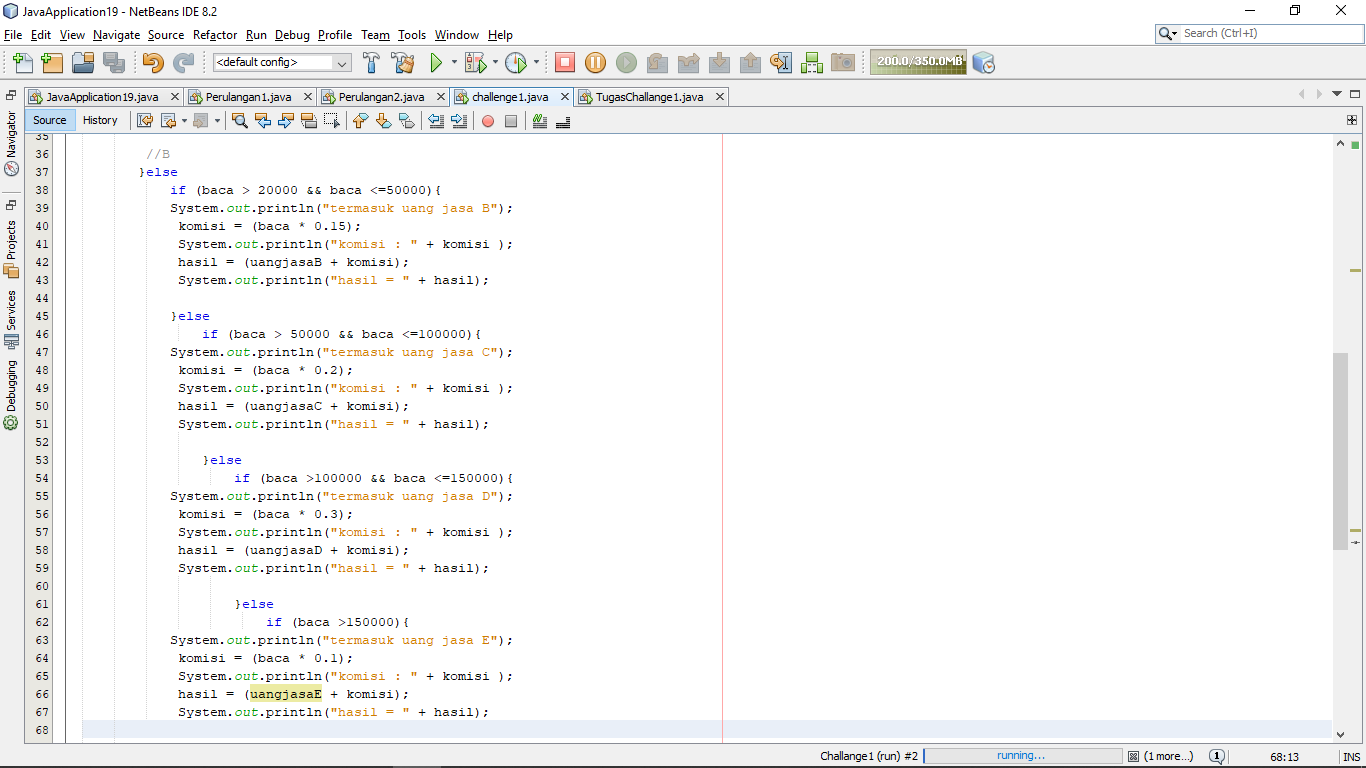 JavaApplication19 - NetBeans IDE 8.2
File Edit View Navigate Source Refactor Run Debug Profile Team Tools Window Help
Search (Ctrl+I)
<default config>
200.0/350.0MB
JavaApplication19.java Perulangan1.java Perulangan2.java challenge1.java TugasChallange1.java
Source History
Navigator
Projects
Services
Debugging
35
36 //B
37 }else
38 if (baca > 20000 && baca <=50000){
39 System.out.println("termasuk uang jasa B");
40 komisi = (baca * 0.15);
41 System.out.println("komisi : " + komisi );
42 hasil = (uangjasaB + komisi);
43 System.out.println("hasil = " + hasil);
44
45 }else
46 if (baca > 50000 && baca <=100000){
47 System.out.println("termasuk uang jasa C");
48 komisi = (baca * 0.2);
49 System.out.println("komisi : " + komisi );
50 hasil = (uangjasaC + komisi);
51 System.out.println("hasil = " + hasil);
52
53 }else
54 if (baca >100000 && baca <=150000){
55 System.out.println("termasuk uang jasa D");
56 komisi = (baca * 0.3);
57 System.out.println("komisi : " + komisi );
58 hasil = (uangjasaD + komisi);
59 System.out.println("hasil = " + hasil);
60
61 }else
62 if (baca >150000){
63 System.out.println("termasuk uang jasa E");
64 komisi = (baca * 0.1);
65 System.out.println("komisi : " + komisi );
66 hasil = (uangjasaE + komisi);
67 System.out.println("hasil = " + hasil);
68
Challange1 (run) #2 running... (1 more...) 1 68:13 INS